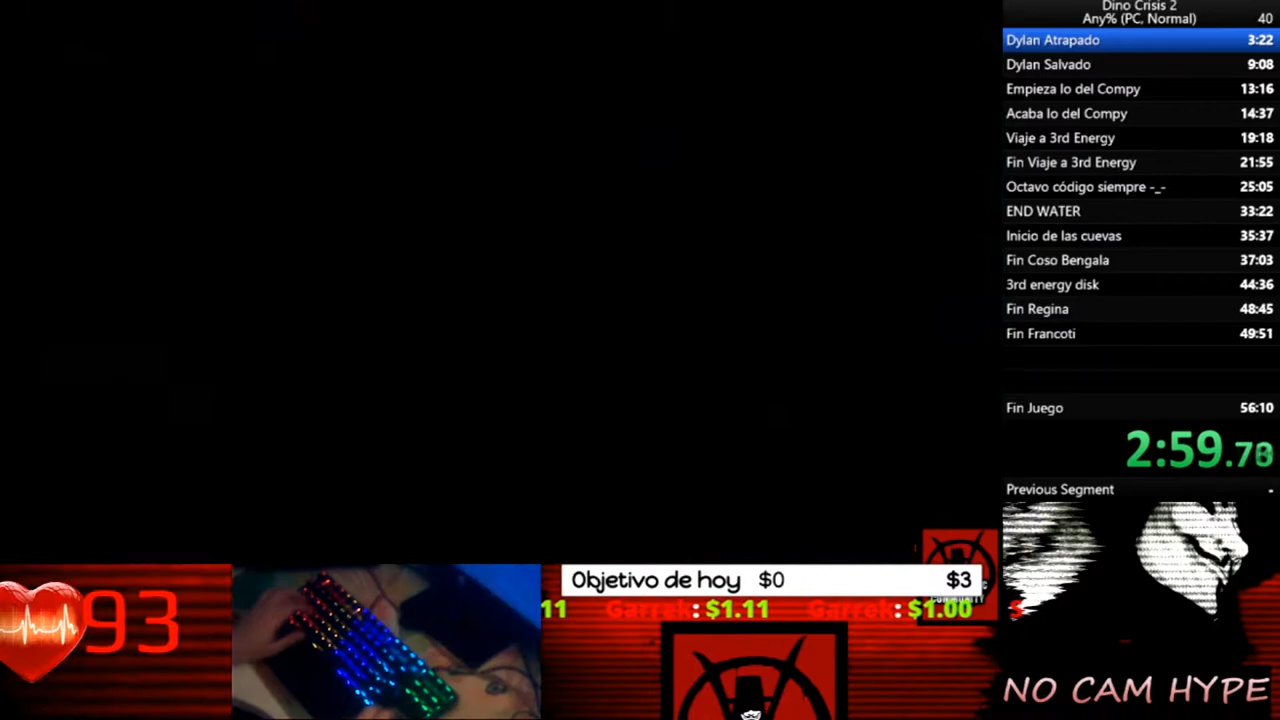 Dino Crisis 2
Any% (PC, Normal) 40
Dylan Atrapado 3:22
Dylan Salvado 9:08
Empieza lo del Compy 13:16
Acaba lo del Compy 14:37
Viaje a 3rd Energy 19:18
Fin Viaje a 3rd Energy 21:55
Octavo código siempre -_- 25:05
END WATER 33:22
Inicio de las cuevas 35:37
Fin Coso Bengala 37:03
3rd energy disk 44:36
Fin Regina 48:45
Fin Francoti 49:51
Fin Juego 56:10
2:59.78
Previous Segment -
Objetivo de hoy $0 $3
11 Garrek: $1.11 Garrek: $1.00
93
NO CAM HYPE